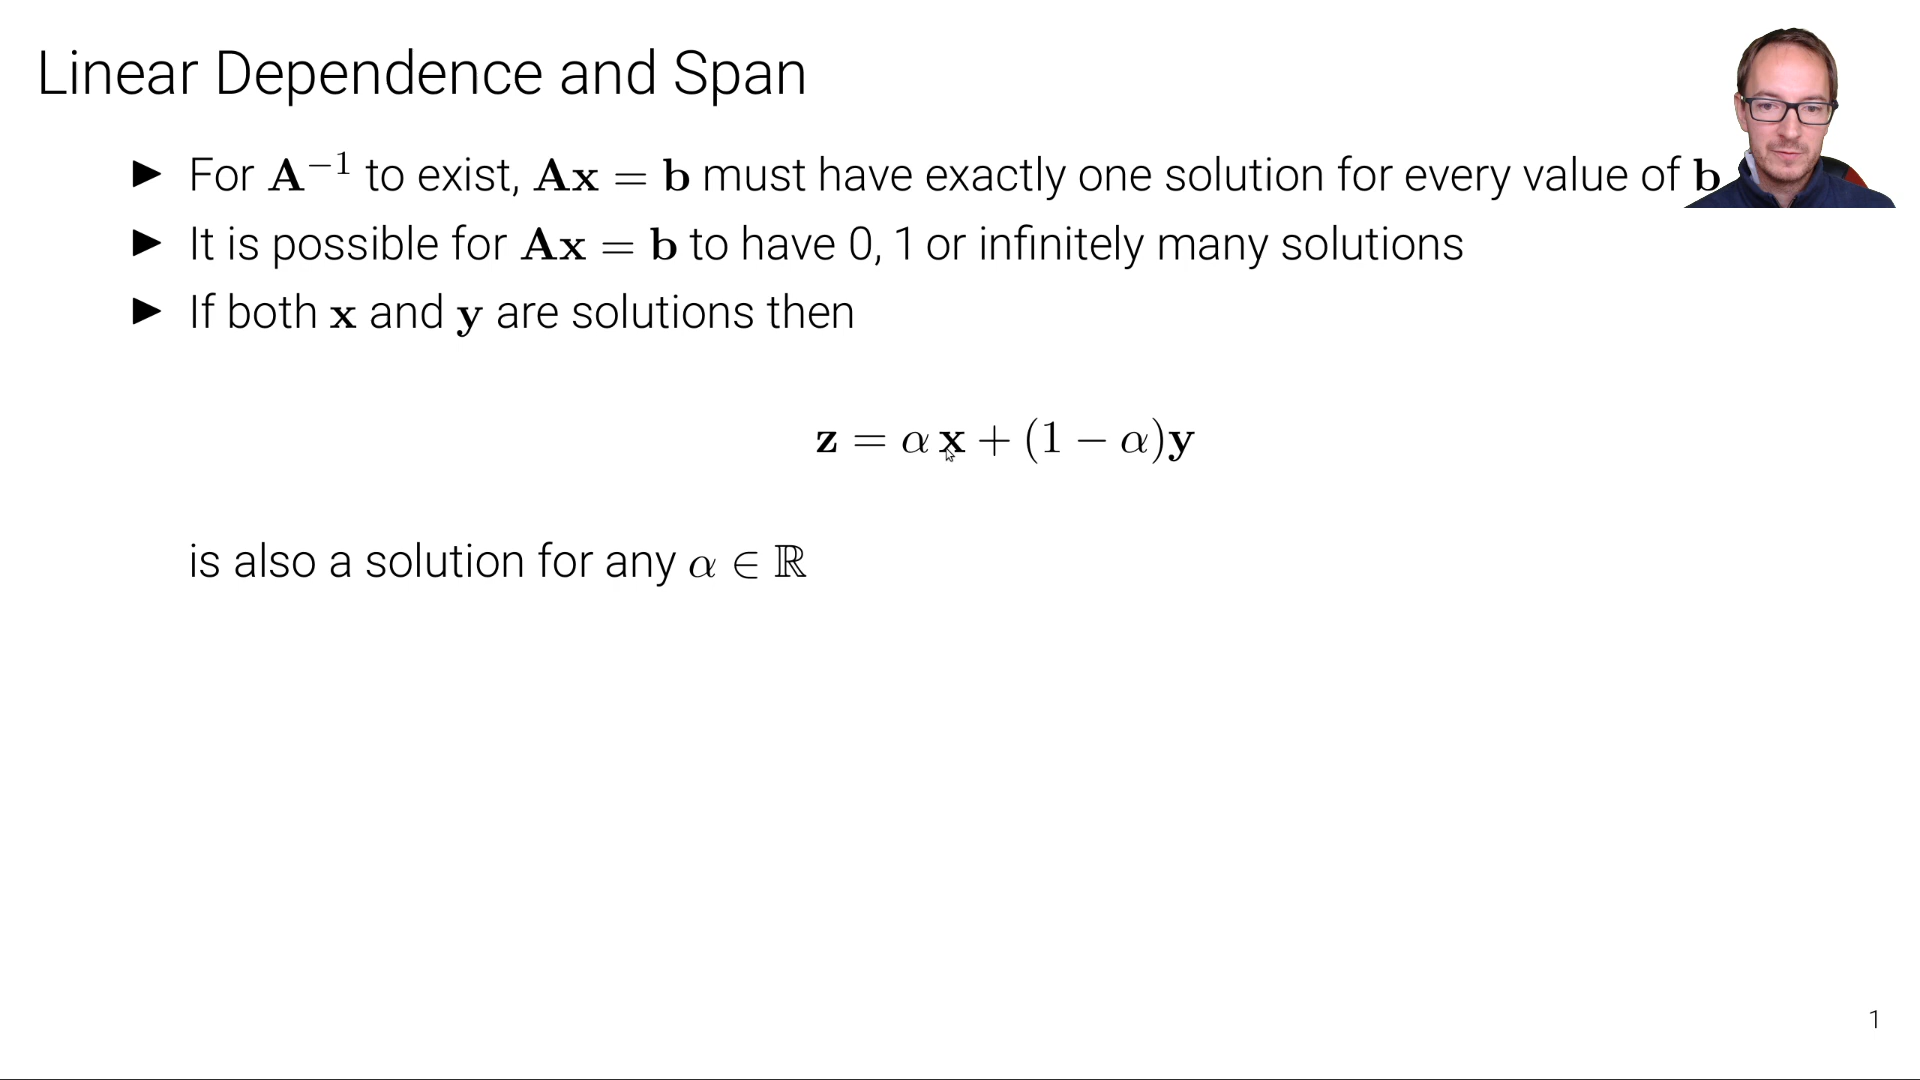 Linear Dependence and Span
▶ For A⁻¹ to exist, Ax = b must have exactly one solution for every value of b
▶ It is possible for Ax = b to have 0, 1 or infinitely many solutions
▶ If both x and y are solutions then
z = α x + (1 − α)y
is also a solution for any α ∈ ℝ
1